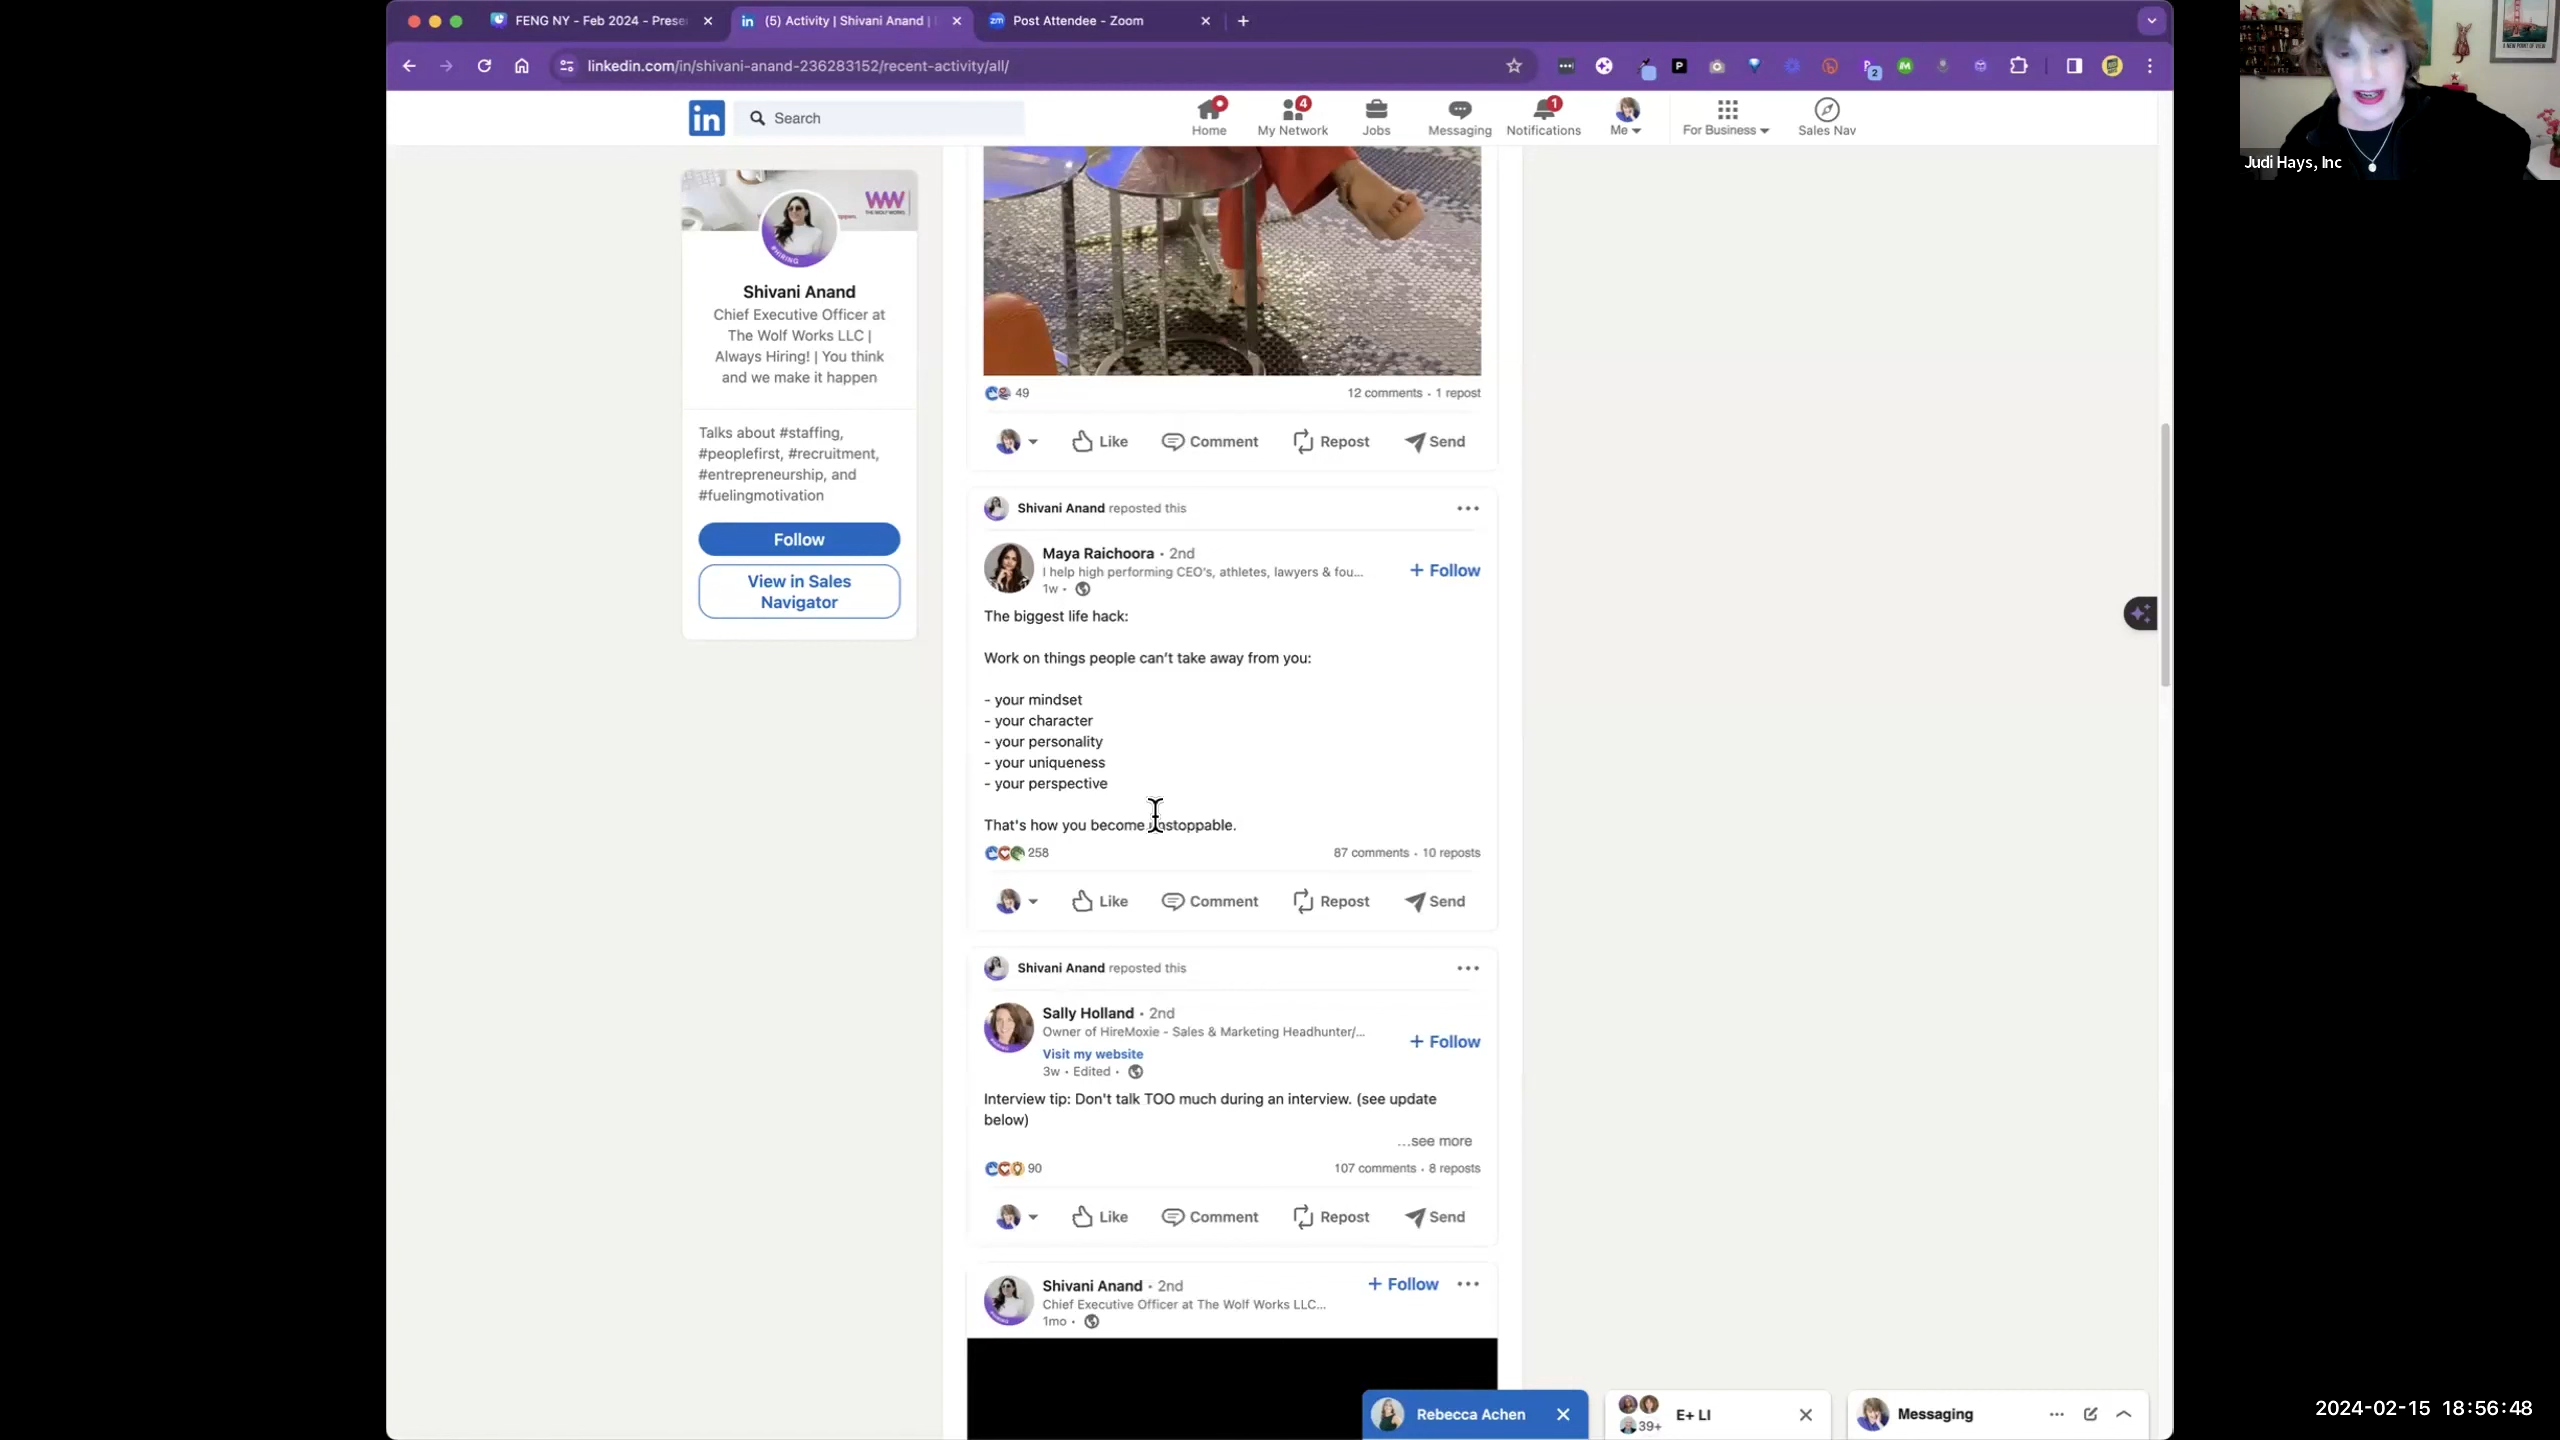 FENG NY - Feb 2024 - Prese
(5) Activity | Shivani Anand |
Post Attendee - Zoom
linkedin.com/in/shivani-anand-236283152/recent-activity/all/
Judi Hays, Inc
in
Search
Home
4
My Network
Jobs
Messaging
1
Notifications
Me
For Business
Sales Nav
WW
THE WOLF WORKS
#HIRING
Shivani Anand
Chief Executive Officer at
The Wolf Works LLC |
Always Hiring! | You think
and we make it happen
Talks about #staffing,
#peoplefirst, #recruitment,
#entrepreneurship, and
#fuelingmotivation
Follow
View in Sales
Navigator
49
12 comments · 1 repost
Like Comment Repost Send
Shivani Anand reposted this
Maya Raichoora · 2nd
I help high performing CEO's, athletes, lawyers & fou...
1w ·
+ Follow
The biggest life hack:
Work on things people can't take away from you:
- your mindset
- your character
- your personality
- your uniqueness
- your perspective
That's how you become unstoppable.
258
87 comments · 10 reposts
Like Comment Repost Send
Shivani Anand reposted this
Sally Holland · 2nd
Owner of HireMoxie - Sales & Marketing Headhunter/...
Visit my website
3w · Edited ·
+ Follow
Interview tip: Don't talk TOO much during an interview. (see update
below)
...see more
90
107 comments · 8 reposts
Like Comment Repost Send
Shivani Anand · 2nd
Chief Executive Officer at The Wolf Works LLC...
1mo ·
+ Follow
Rebecca Achen
39+
E+ LI
Messaging
2024-02-15 18:56:48